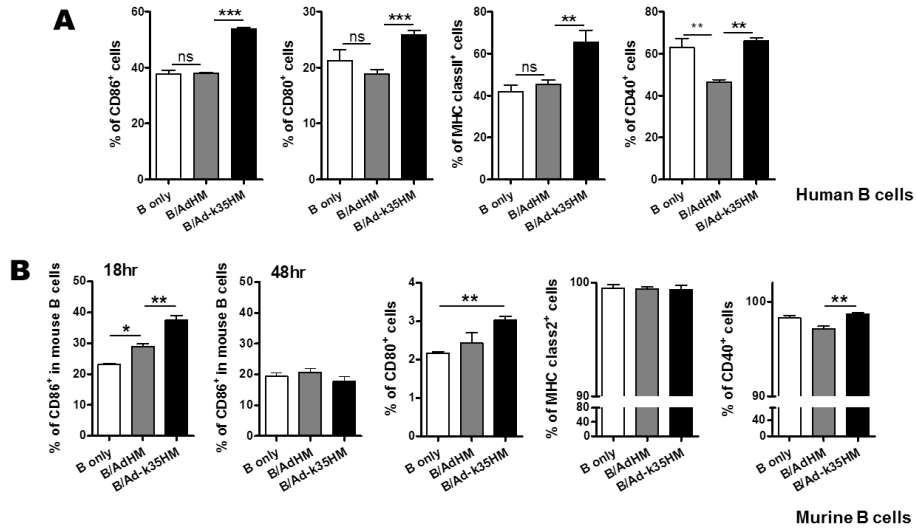 A
% of CD86+ cells
60
40
20
0
ns
***
B only
B/AdHM
B/Ad-k35HM
% of CD80+ cells
30
20
10
0
ns
***
B only
B/AdHM
B/Ad-k35HM
% of MHC classII+ cells
80
60
40
20
0
ns
**
B only
B/AdHM
B/Ad-k35HM
% of CD40+ cells
80
60
40
20
0
**
**
B only
B/AdHM
B/Ad-k35HM
Human B cells
B
18hr
% of CD86+ in mouse B cells
50
40
30
20
10
0
*
**
B only
B/AdHM
B/Ad-k35HM
48hr
% of CD86+ in mouse B cells
50
40
30
20
10
0
B only
B/AdHM
B/Ad-k35HM
% of CD80+ cells
4
3
2
1
0
**
B only
B/AdHM
B/Ad-k35HM
% of MHC class2+ cells
100
90
80
40
0
B only
B/AdHM
B/Ad-k35HM
% of CD40+ cells
100
90
40
0
**
B only
B/AdHM
B/Ad-k35HM
Murine B cells